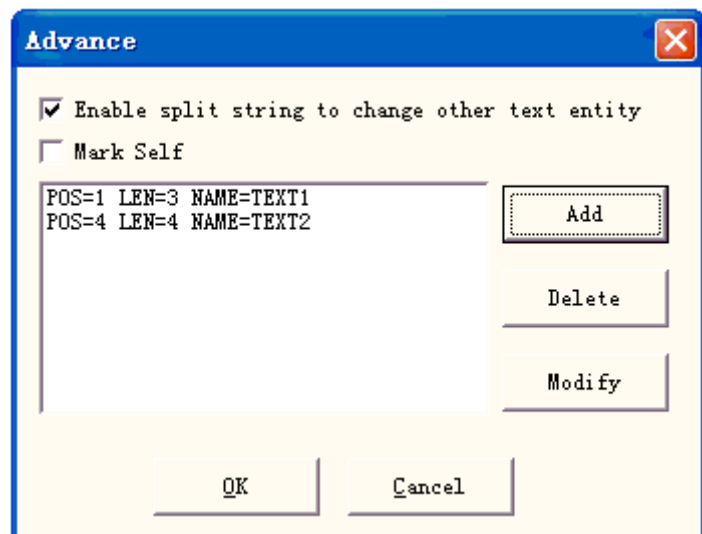 Advance
Enable split string to change other text entity
Mark Self
POS=1 LEN=3 NAME=TEXT1
POS=4 LEN=4 NAME=TEXT2
Add
Delete
Modify
OK
Cancel